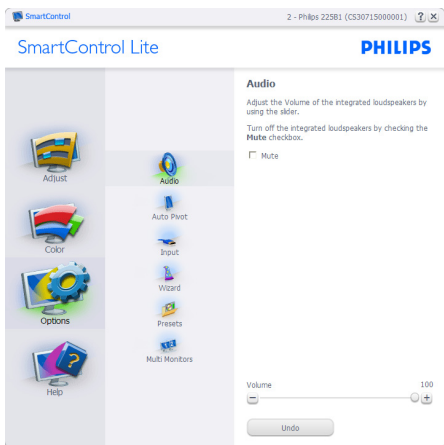 SmartControl
2 - Philips 225B1 (CS30715000001)
SmartControl Lite
PHILIPS
Adjust
Color
Options
Help
Audio
Auto Pivot
Input
Wizard
Presets
Multi Monitors
Audio
Adjust the Volume of the integrated loudspeakers by
using the slider.
Turn off the integrated loudspeakers by checking the
Mute checkbox.
Mute
Volume
100
Undo